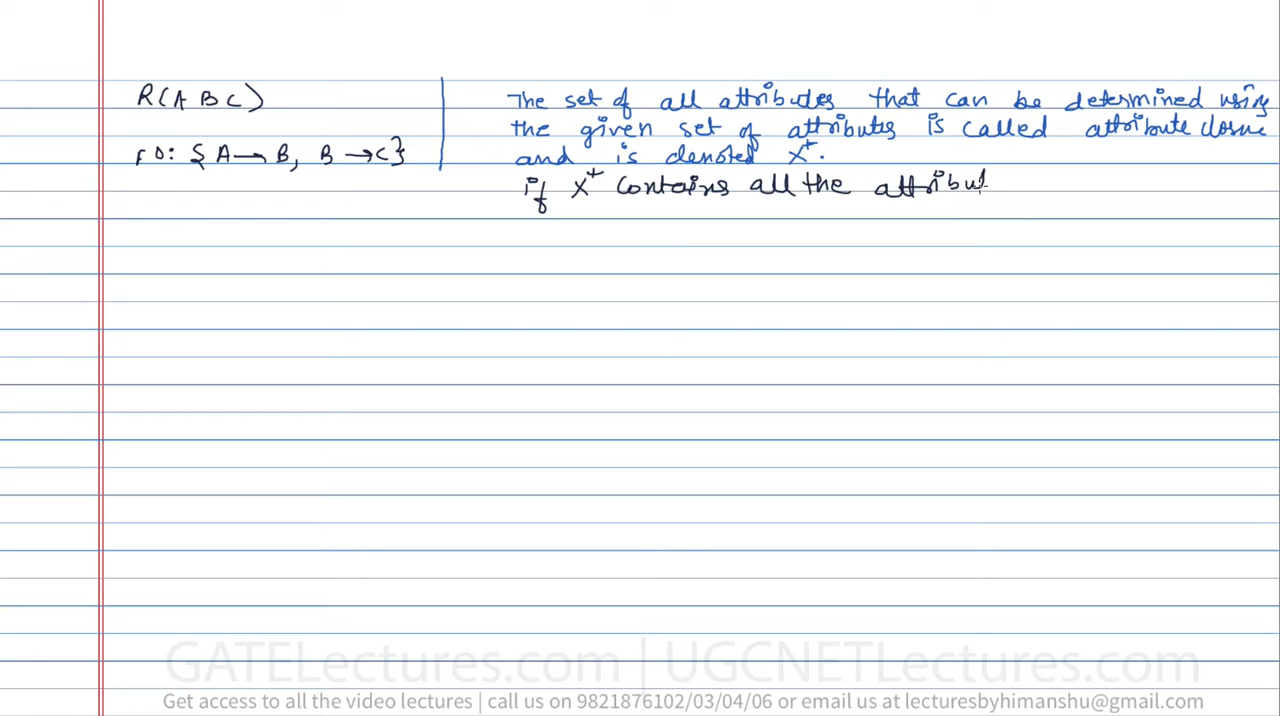 R(A B C)
FD: {A→B, B→C}
The set of all attributes that can be determined using
the given set of attributes is called attribute closure
and is denoted X⁺.
if X⁺ contains all the attribut
GATELectures.com | UGCNETLectures.com
Get access to all the video lectures | call us on 9821876102/03/04/06 or email us at lecturesbyhimanshu@gmail.com